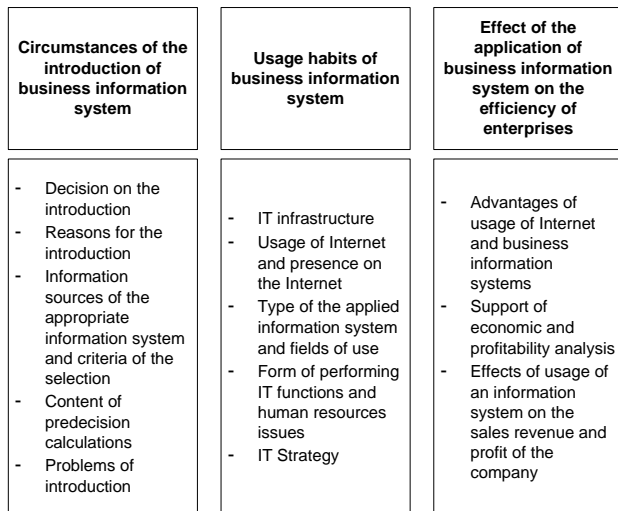 Circumstances of the
introduction of
business information
system
- Decision on the
introduction
- Reasons for the
introduction
- Information
sources of the
appropriate
information system
and criteria of the
selection
- Content of
predecision
calculations
- Problems of
introduction
Usage habits of
business information
system
- IT infrastructure
- Usage of Internet
and presence on
the Internet
- Type of the applied
information system
and fields of use
- Form of performing
IT functions and
human resources
issues
- IT Strategy
Effect of the
application of
business information
system on the
efficiency of
enterprises
- Advantages of
usage of Internet
and business
information
systems
- Support of
economic and
profitability analysis
- Effects of usage of
an information
system on the
sales revenue and
profit of the
company